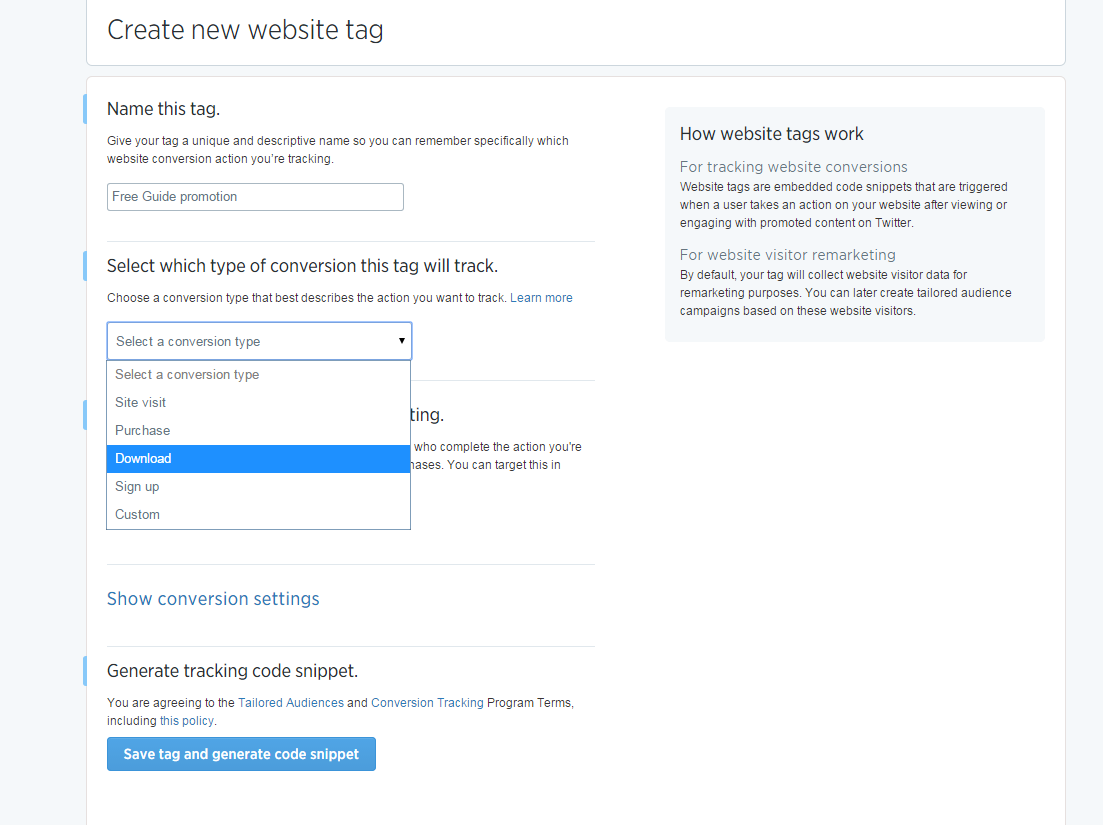 Create new website tag
Name this tag.
Give your tag a unique and descriptive name so you can remember specifically which
website conversion action you're tracking.
Free Guide promotion
Select which type of conversion this tag will track.
Choose a conversion type that best describes the action you want to track. Learn more
Select a conversion type
Select a conversion type
Site visit
Purchase
Download
Sign up
Custom
who complete the action you're
You can target this in
Show conversion settings
Generate tracking code snippet.
You are agreeing to the Tailored Audiences and Conversion Tracking Program Terms,
including this policy.
Save tag and generate code snippet
How website tags work
For tracking website conversions
Website tags are embedded code snippets that are triggered
when a user takes an action on your website after viewing or
engaging with promoted content on Twitter.
For website visitor remarketing
By default, your tag will collect website visitor data for
remarketing purposes. You can later create tailored audience
campaigns based on these website visitors.